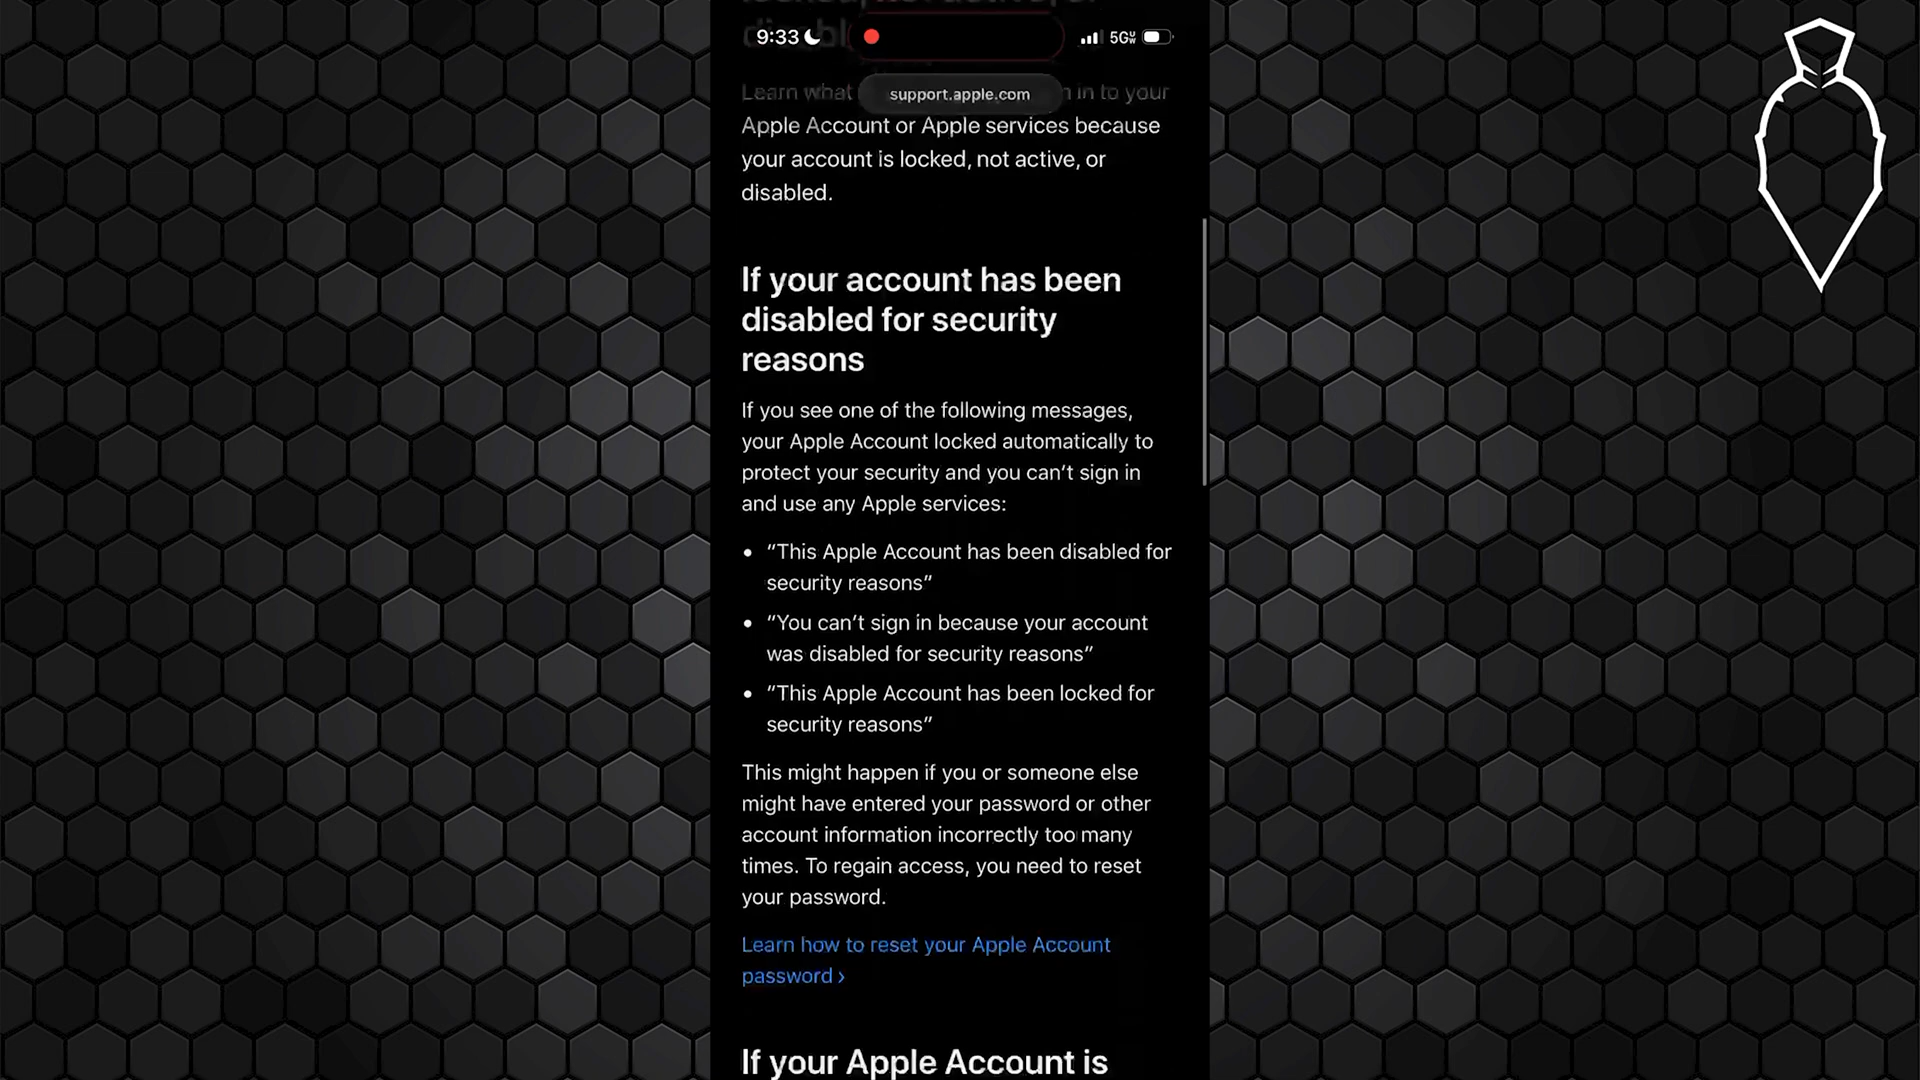 9:33
5G
support.apple.com
Learn what in to your
Apple Account or Apple services because
your account is locked, not active, or
disabled.
If your account has been
disabled for security
reasons
If you see one of the following messages,
your Apple Account locked automatically to
protect your security and you can’t sign in
and use any Apple services:
• “This Apple Account has been disabled for
security reasons”
• “You can’t sign in because your account
was disabled for security reasons”
• “This Apple Account has been locked for
security reasons”
This might happen if you or someone else
might have entered your password or other
account information incorrectly too many
times. To regain access, you need to reset
your password.
Learn how to reset your Apple Account
password ›
If your Apple Account is